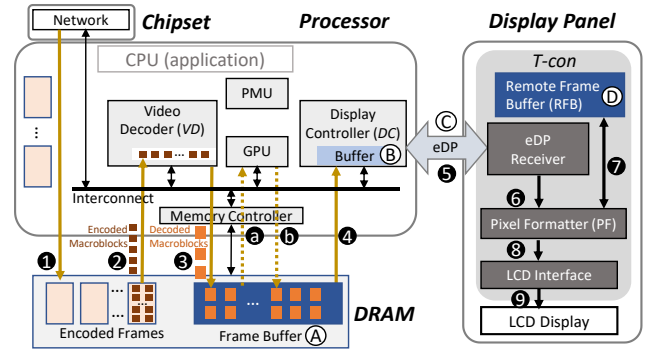 Network
Chipset
Processor
Display Panel
CPU (application)
T-con
PMU
Remote Frame
Buffer (RFB)
D
Video
Decoder (VD)
Display
Controller (DC)
Buffer
B
GPU
C
eDP
5
eDP
Receiver
7
Interconnect
6
Memory Controller
Encoded
Macroblocks
Decoded
Macroblocks
Pixel Formatter (PF)
1
2
3
a
b
4
8
DRAM
LCD Interface
9
Encoded Frames
Frame Buffer
A
LCD Display